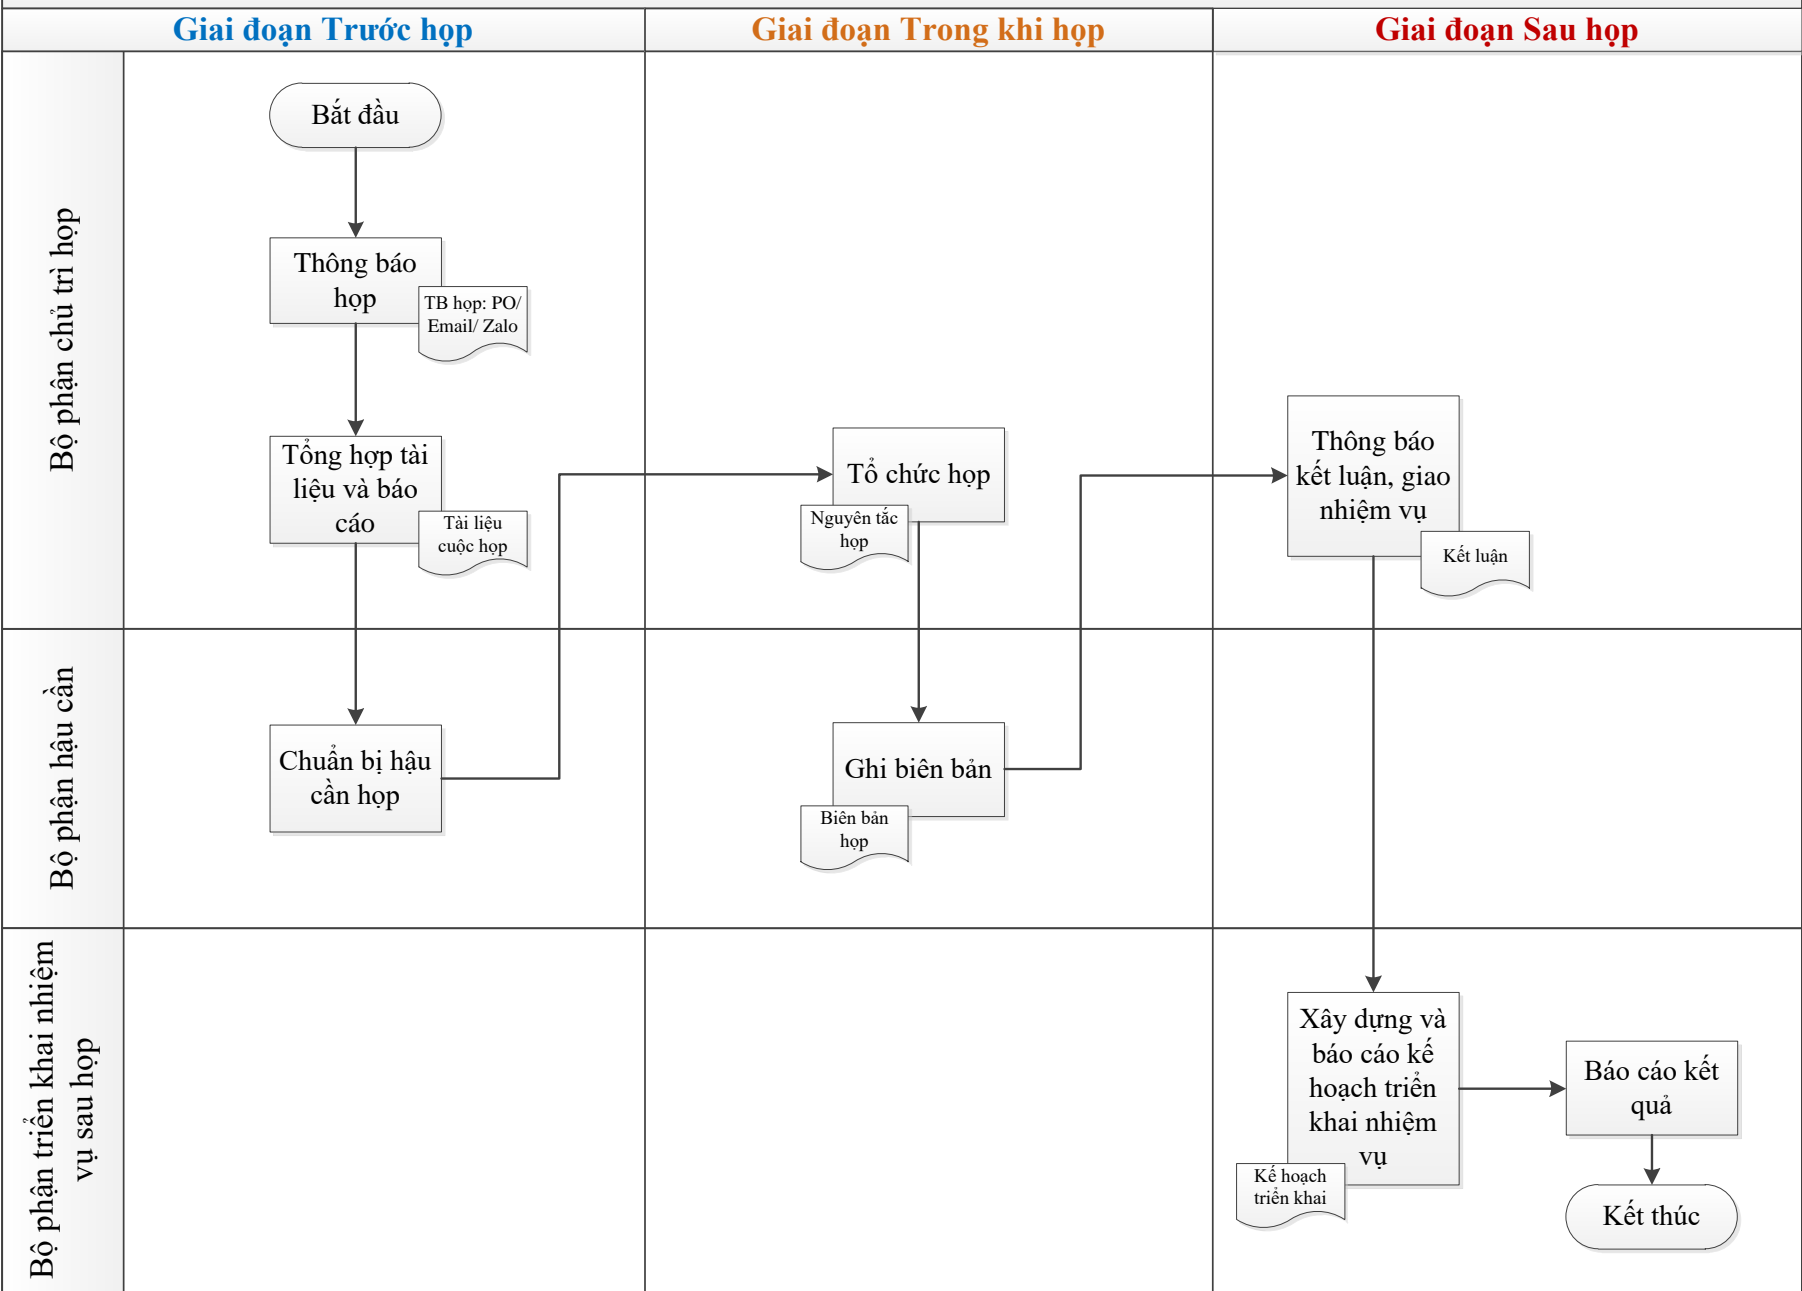 Giai đoạn Trước họp
Giai đoạn Trong khi họp
Giai đoạn Sau họp
Bộ phận chủ trì họp
Bắt đầu
Thông báo
họp
TB họp: PO/
Email/ Zalo
Tổng hợp tài
liệu và báo
cáo
Tài liệu
cuộc họp
Tổ chức họp
Nguyên tắc
họp
Thông báo
kết luận, giao
nhiệm vụ
Kết luận
Bộ phận hậu cần
Chuẩn bị hậu
cần họp
Ghi biên bản
Biên bản
họp
Bộ phận triển khai nhiệm
vụ sau họp
Xây dựng và
báo cáo kế
hoạch triển
khai nhiệm
vụ
Kế hoạch
triển khai
Báo cáo kết
quả
Kết thúc